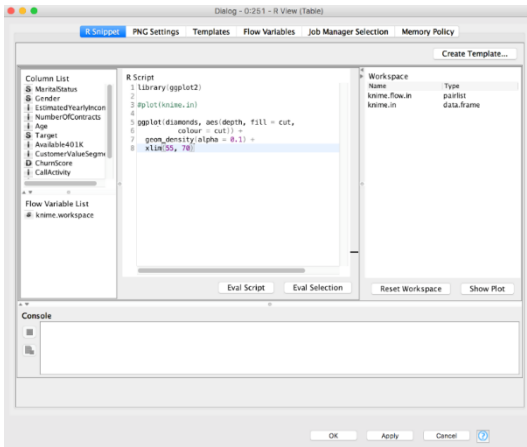 Dialog - 0:251 - R View (Table)
R Snippet PNG Settings Templates Flow Variables Job Manager Selection Memory Policy
Create Template...
Column List
S MaritalStatus
S Gender
I EstimatedYearlyIncon
I NumberOfContracts
I Age
S Target
I Available401K
I CustomerValueSegme
D ChurnScore
I CallActivity
Flow Variable List
knime.workspace
R Script
1 library(ggplot2)
2
3 #plot(knime.in)
4
5 ggplot(diamonds, aes(depth, fill = cut,
6 colour = cut)) +
7 geom_density(alpha = 0.1) +
8 xlim(55, 70)
Eval Script Eval Selection
Workspace
Name Type
knime.flow.in pairlist
knime.in data.frame
Reset Workspace Show Plot
Console
OK Apply Cancel ?